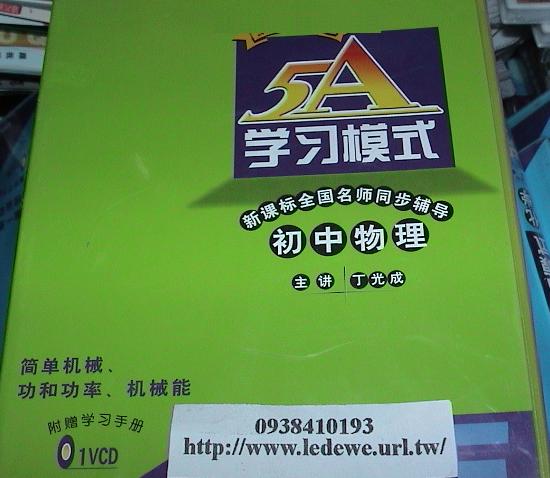 5A
学习模式
新课标全国名师同步辅导
初中物理
主讲 丁光成
简单机械、
功和功率、机械能
附赠学习手册
1VCD
0938410193
http://www.ledewe.url.tw/